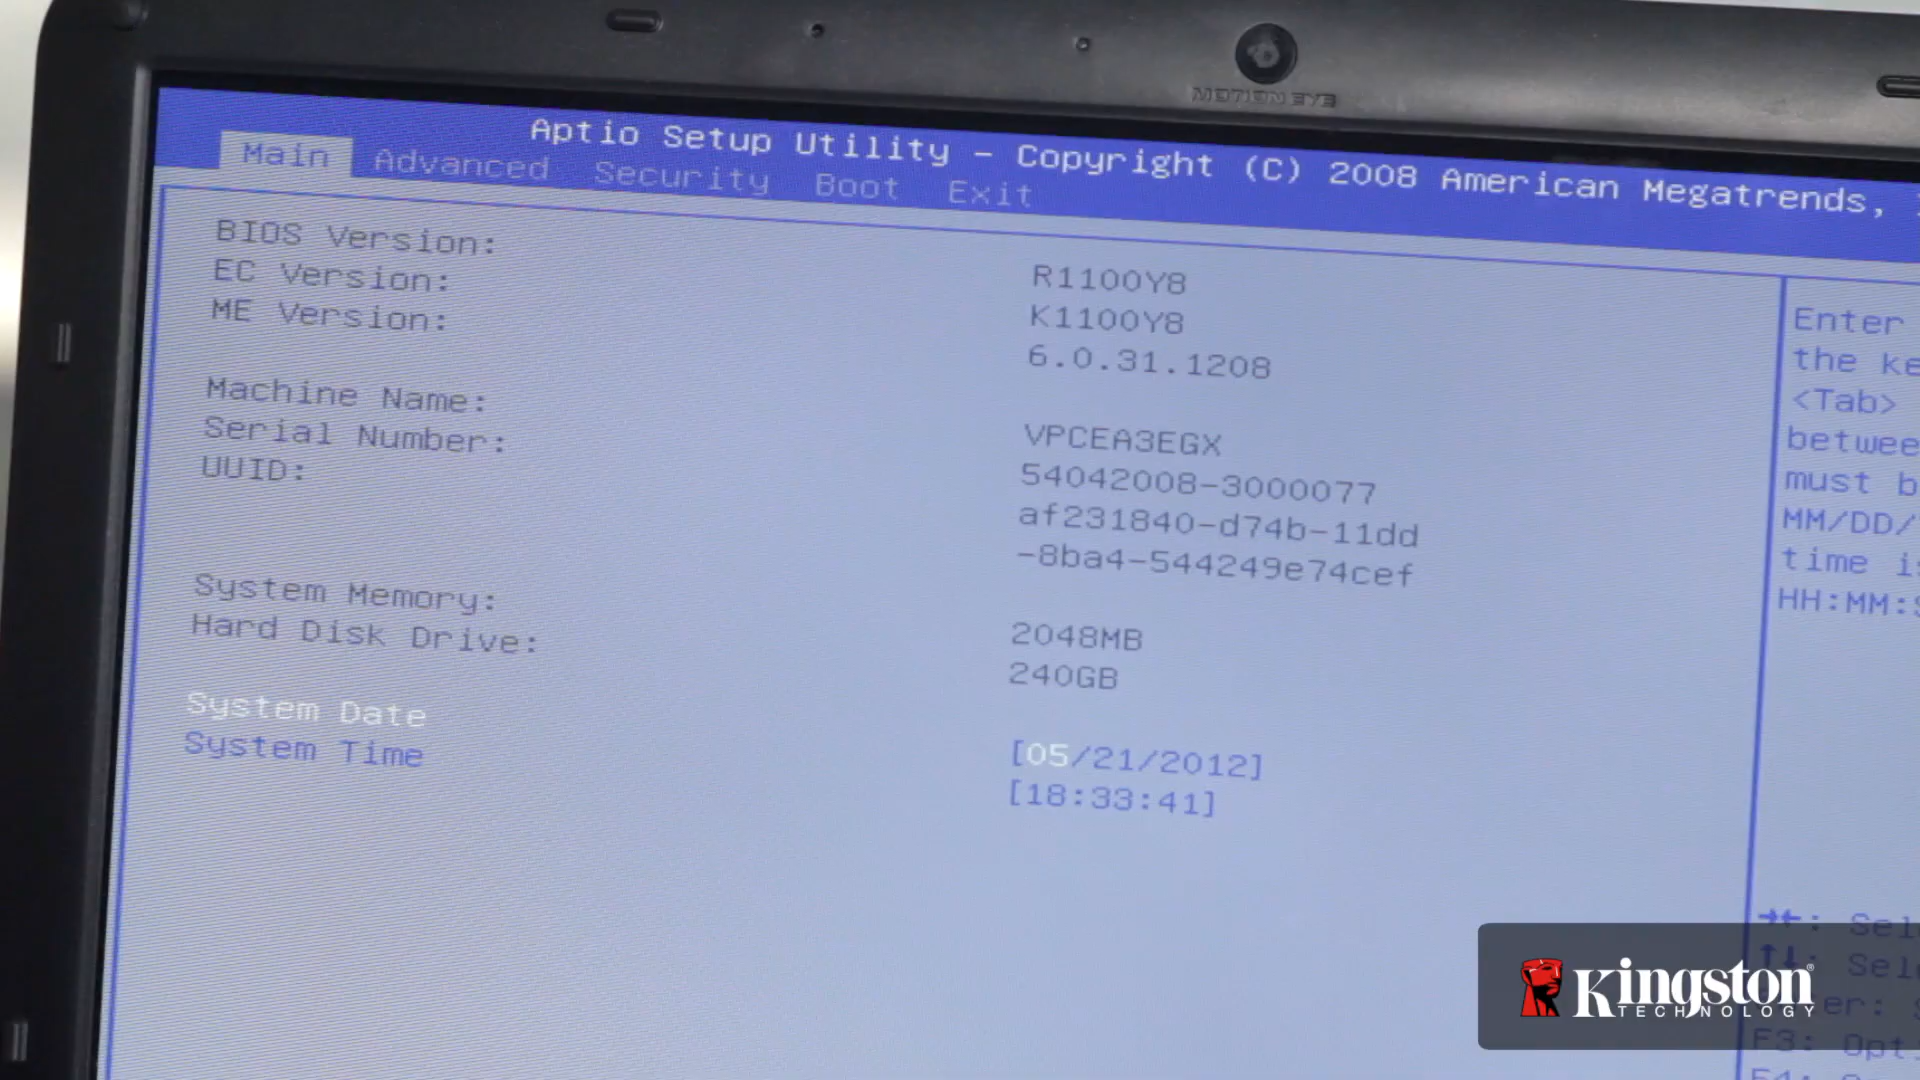 MOTION EYE
Aptio Setup Utility - Copyright (C) 2008 American Megatrends,
Main Advanced Security Boot Exit
BIOS Version: R1100Y8
EC Version: K1100Y8
ME Version: 6.0.31.1208
Machine Name: VPCEA3EGX
Serial Number: 54042008-3000077
UUID: af231840-d74b-11dd
-8ba4-544249e74cef
System Memory: 2048MB
Hard Disk Drive: 240GB
System Date [05/21/2012]
System Time [18:33:41]
Enter
the
<Tab>
must
MM/DD/
time
HH:MM:
F3:
Kingston
TECHNOLOGY